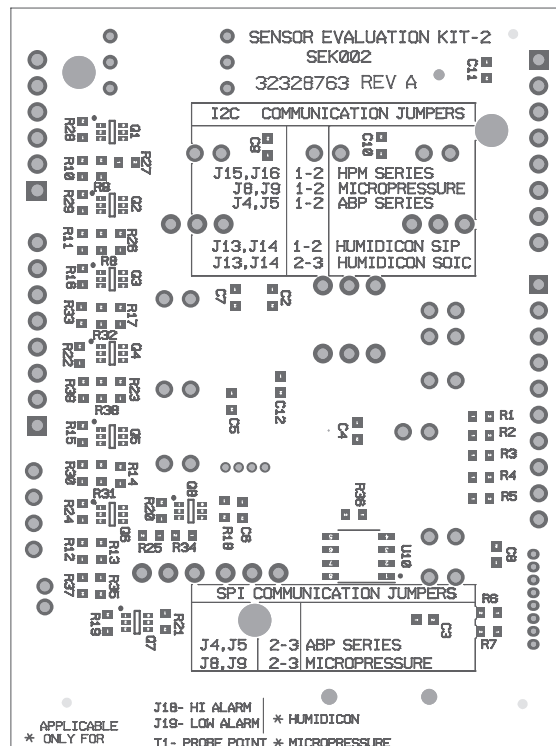 SENSOR EVALUATION KIT-2
SEK002
32328763 REV A
C11
I2C COMMUNICATION JUMPERS
C9
C10
J15,J16 1-2 HPM SERIES
J8,J9 1-2 MICROPRESSURE
J4,J5 1-2 ABP SERIES
J13,J14 1-2 HUMIDICON SIP
J13,J14 2-3 HUMIDICON SOIC
R28
Q1
R10
R27
R9
R29
Q2
R11
R26
R8
R16
Q3
C7
C2
R33
R17
R32
R22
Q4
R39
R23
R38
C5
C12
R15
Q5
C4
R1
R2
R3
R4
R5
R30
R14
R31
R24
Q6
R20
Q8
R18
C6
R36
R12
R13
R25
R34
U10
C8
R37
R35
SPI COMMUNICATION JUMPERS
R19
Q7
R21
C3
R6
R7
J4,J5 2-3 ABP SERIES
J8,J9 2-3 MICROPRESSURE
J18- HI ALARM
J19- LOW ALARM * HUMIDICON
APPLICABLE
* ONLY FOR
T1- PROBE POINT * MICROPRESSURE